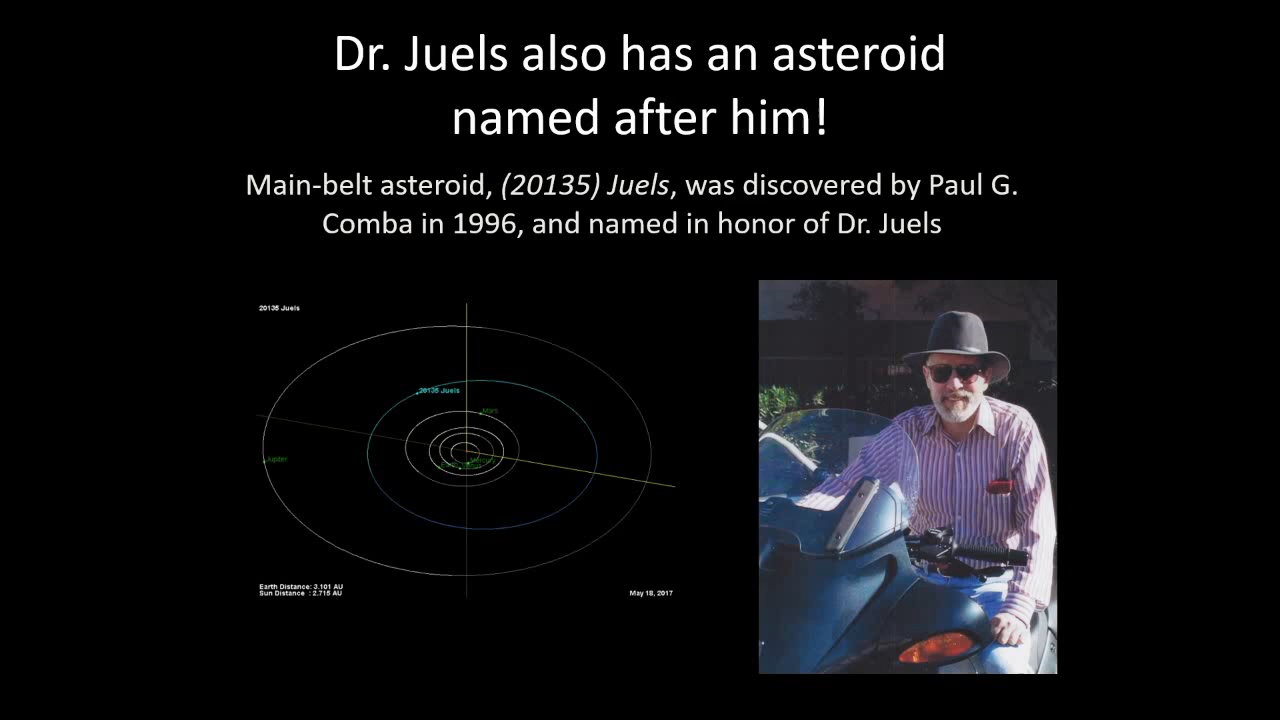 Dr. Juels also has an asteroid
named after him!
Main-belt asteroid, (20135) Juels, was discovered by Paul G.
Comba in 1996, and named in honor of Dr. Juels
20135 Juels
20135 Juels
Mars
Jupiter
Mercury
Earth
Earth Distance: 3.101 AU
Sun Distance : 2.715 AU
May 18, 2017